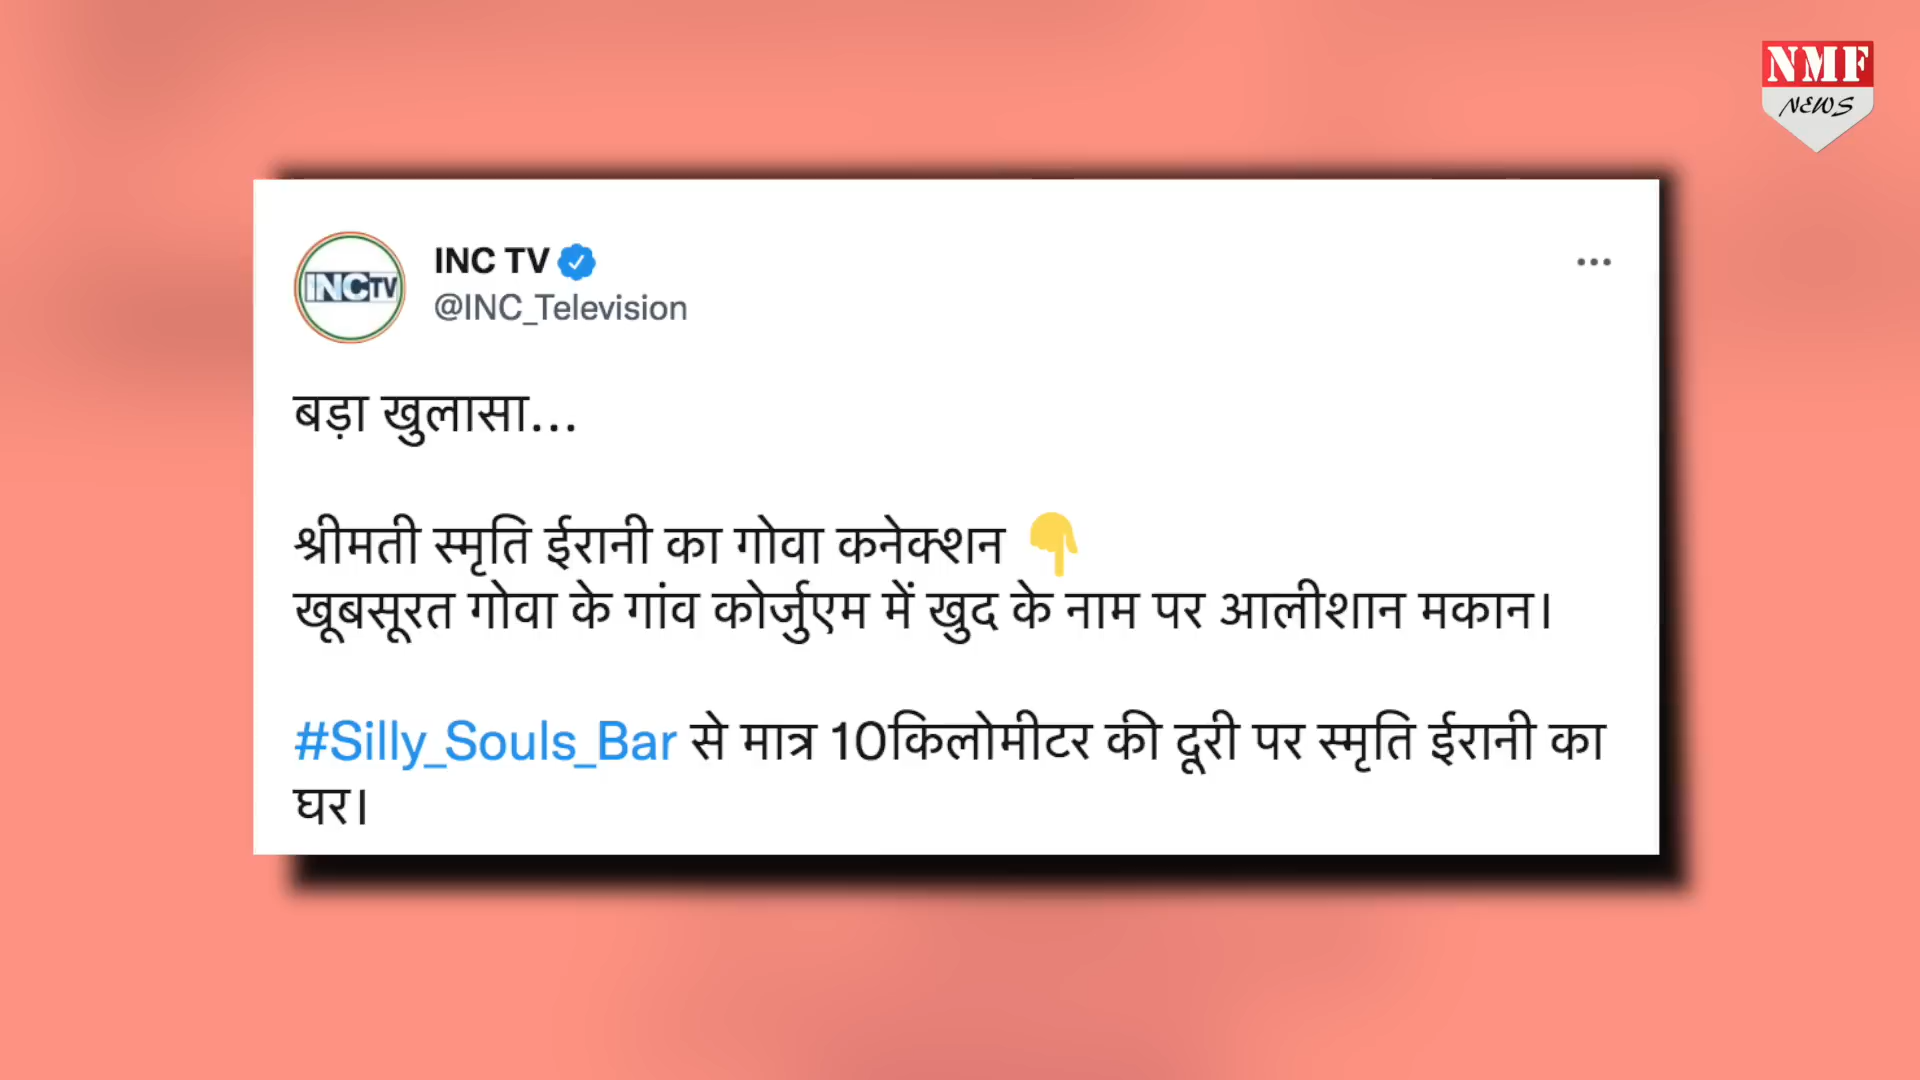 NMF
NEWS
INC TV
@INC_Television
INCTV
बड़ा खुलासा...
श्रीमती स्मृति ईरानी का गोवा कनेक्शन 👇
खूबसूरत गोवा के गांव कोर्जुएम में खुद के नाम पर आलीशान मकान।
#Silly_Souls_Bar से मात्र 10किलोमीटर की दूरी पर स्मृति ईरानी का
घर।